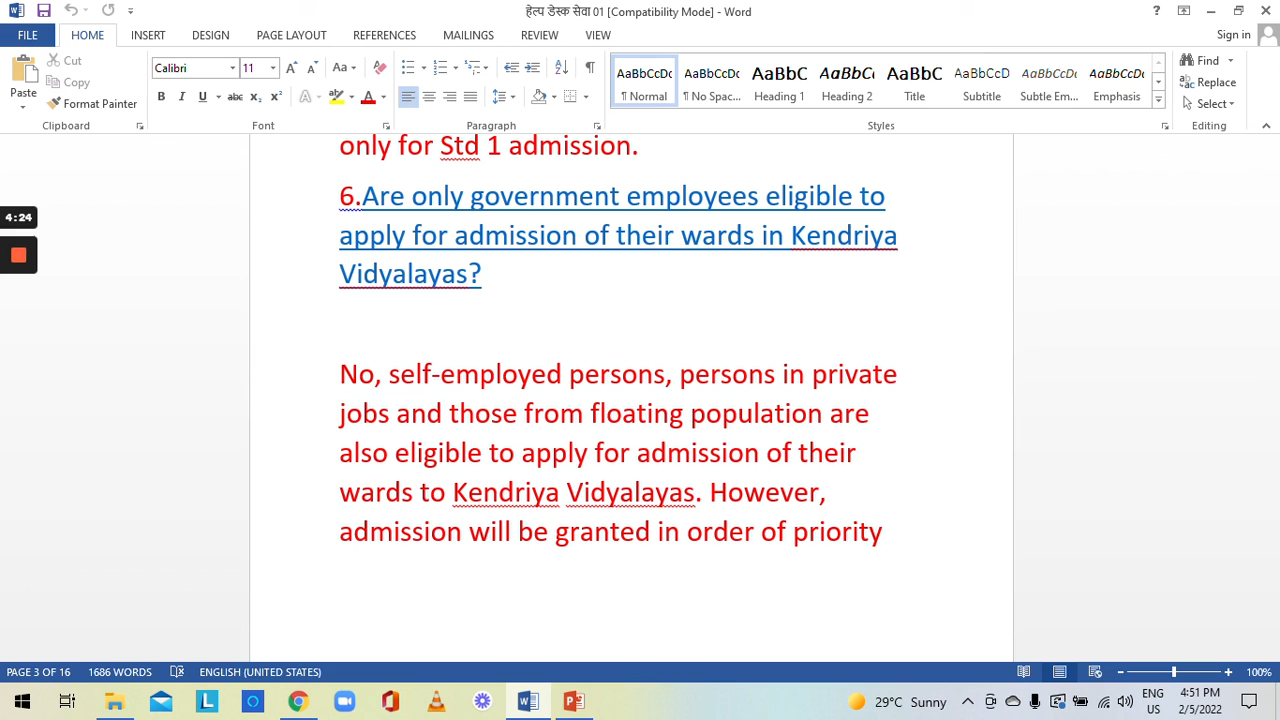 हेल्प डेस्क सेवा 01 [Compatibility Mode] - Word
Sign in
FILE HOME INSERT DESIGN PAGE LAYOUT REFERENCES MAILINGS REVIEW VIEW
Paste
Cut
Copy
Format Painter
Clipboard
Calibri 11
Font
Paragraph
AaBbCcDc AaBbCcDc AaBbC AaBbC AaBbC AaBbCcD AaBbCcDc AaBbCcDc
¶ Normal ¶ No Spac... Heading 1 Heading 2 Title Subtitle Subtle Em... Emphasis
Styles
Find
Replace
Select
Editing
4:24
only for Std 1 admission.
6.Are only government employees eligible to
apply for admission of their wards in Kendriya
Vidyalayas?
No, self-employed persons, persons in private
jobs and those from floating population are
also eligible to apply for admission of their
wards to Kendriya Vidyalayas. However,
admission will be granted in order of priority
PAGE 3 OF 16 1686 WORDS ENGLISH (UNITED STATES) 100%
29°C Sunny
ENG
US
4:51 PM
2/5/2022